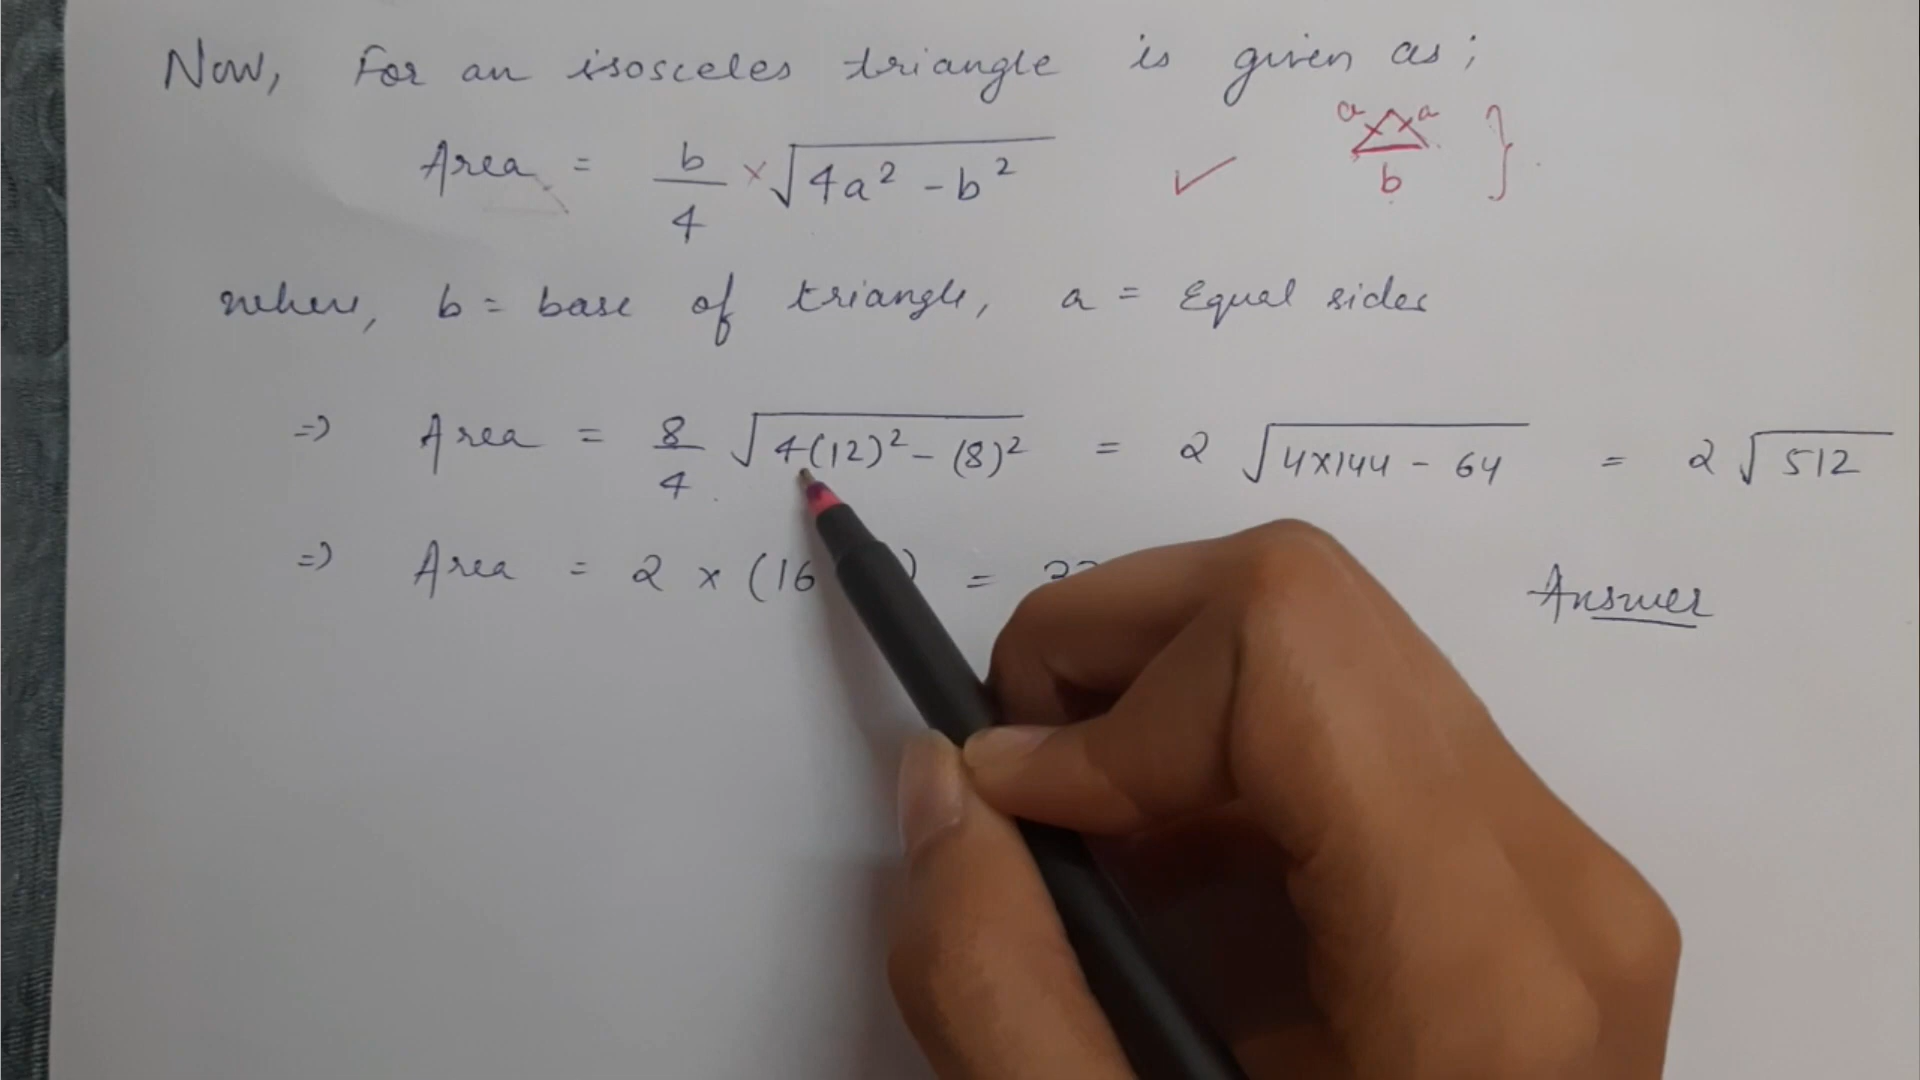 Now, For an isosceles triangle is given as;
Area = b/4 × √(4a² - b²) ✓
a a
b
where, b = base of triangle, a = Equal sides
=> Area = 8/4 √(4(12)² - (8)²) = 2 √(4×144 - 64) = 2 √512
=> Area = 2 × (16 ) =
Answer